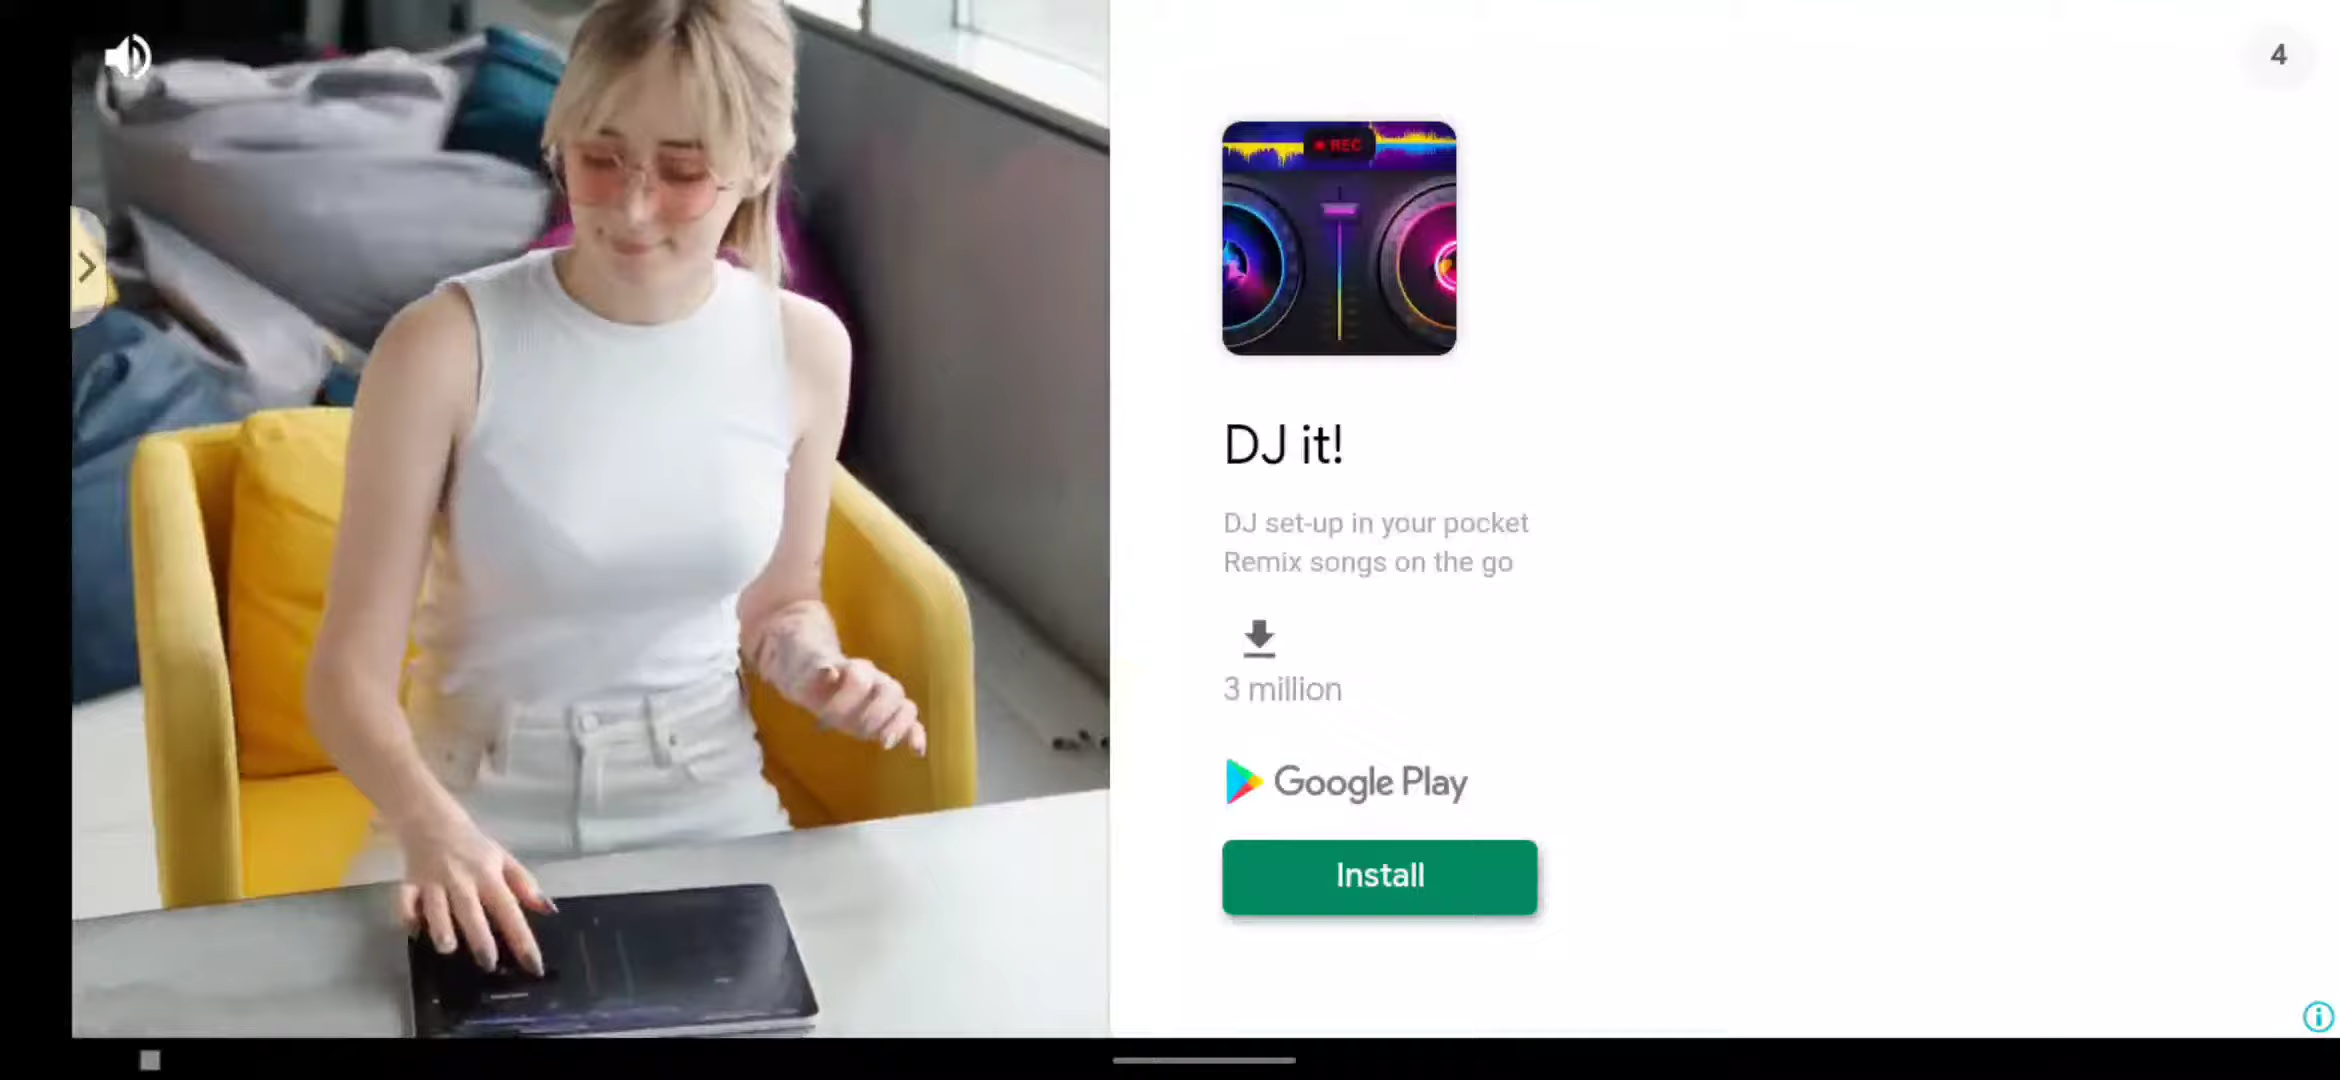 4
REC
DJ it!
DJ set-up in your pocket
Remix songs on the go
3 million
Google Play
Install